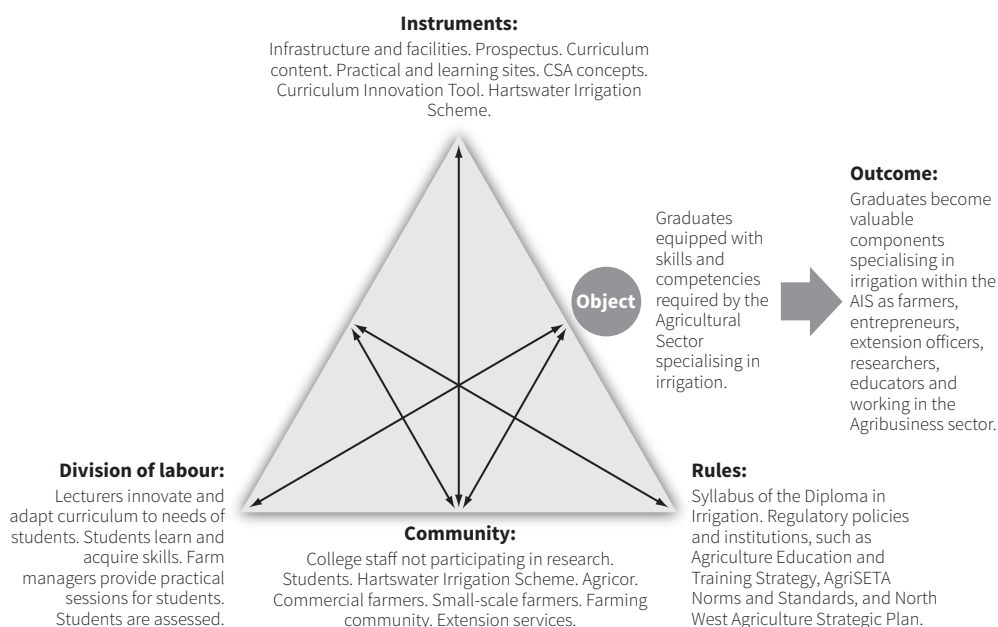 Instruments:
Infrastructure and facilities. Prospectus. Curriculum
content. Practical and learning sites. CSA concepts.
Curriculum Innovation Tool. Hartswater Irrigation
Scheme.
Object
Graduates
equipped with
skills and
competencies
required by the
Agricultural
Sector
specialising in
irrigation.
Outcome:
Graduates become
valuable
components
specialising in
irrigation within the
AIS as farmers,
entrepreneurs,
extension officers,
researchers,
educators and
working in the
Agribusiness sector.
Division of labour:
Lecturers innovate and
adapt curriculum to needs of
students. Students learn and
acquire skills. Farm
managers provide practical
sessions for students.
Students are assessed.
Community:
College staff not participating in research.
Students. Hartswater Irrigation Scheme. Agricor.
Commercial farmers. Small-scale farmers. Farming
community. Extension services.
Rules:
Syllabus of the Diploma in
Irrigation. Regulatory policies
and institutions, such as
Agriculture Education and
Training Strategy, AgriSETA
Norms and Standards, and North
West Agriculture Strategic Plan.